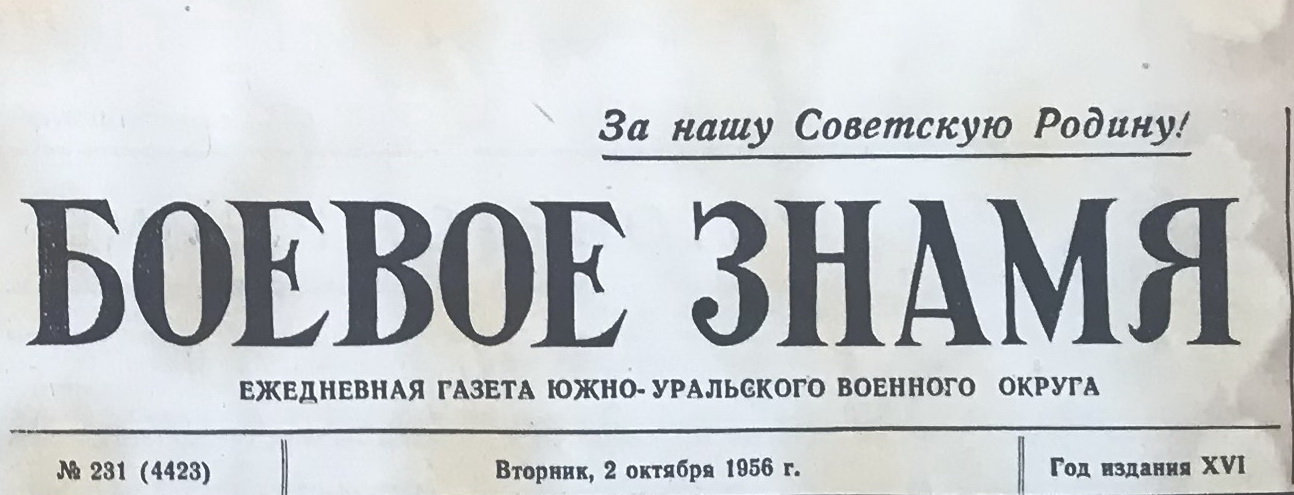 За нашу Советскую Родину!
БОЕВОЕ ЗНАМЯ
ЕЖЕДНЕВНАЯ ГАЗЕТА ЮЖНО-УРАЛЬСКОГО ВОЕННОГО ОКРУГА
№ 231 (4423) Вторник, 2 октября 1956 г. Год издания XVI